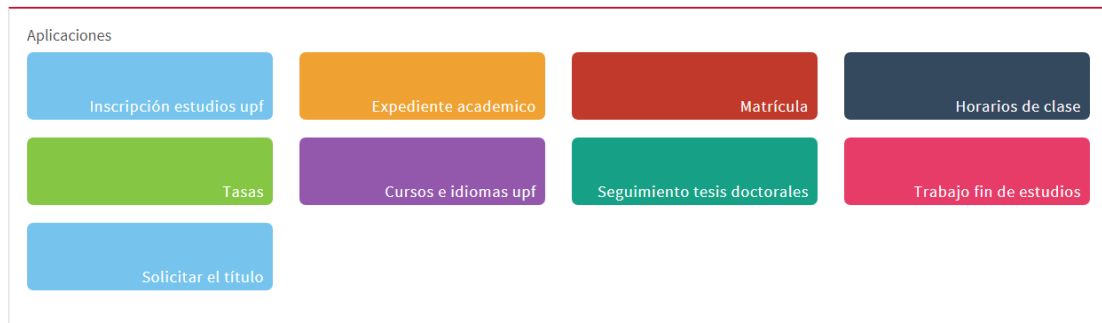 Aplicaciones
Inscripción estudios upf
Expediente academico
Matrícula
Horarios de clase
Tasas
Cursos e idiomas upf
Seguimiento tesis doctorales
Trabajo fin de estudios
Solicitar el título